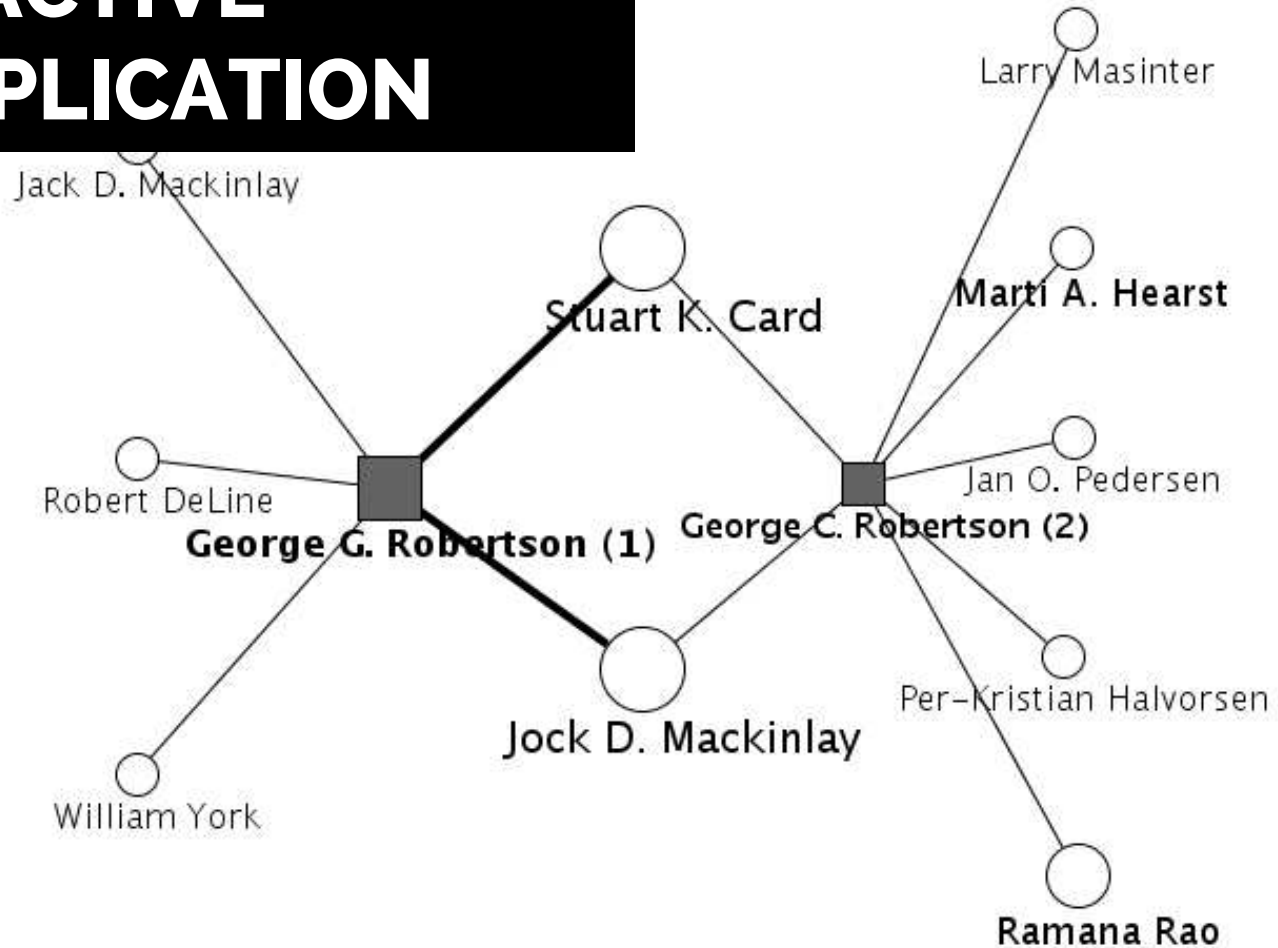 ACTIVE
PLICATION
Larry Masinter
Jack D. Mackinlay
Marti A. Hearst
Stuart K. Card
Jan O. Pedersen
Robert DeLine
George G. Robertson (1)
George C. Robertson (2)
Per-Kristian Halvorsen
Jock D. Mackinlay
William York
Ramana Rao